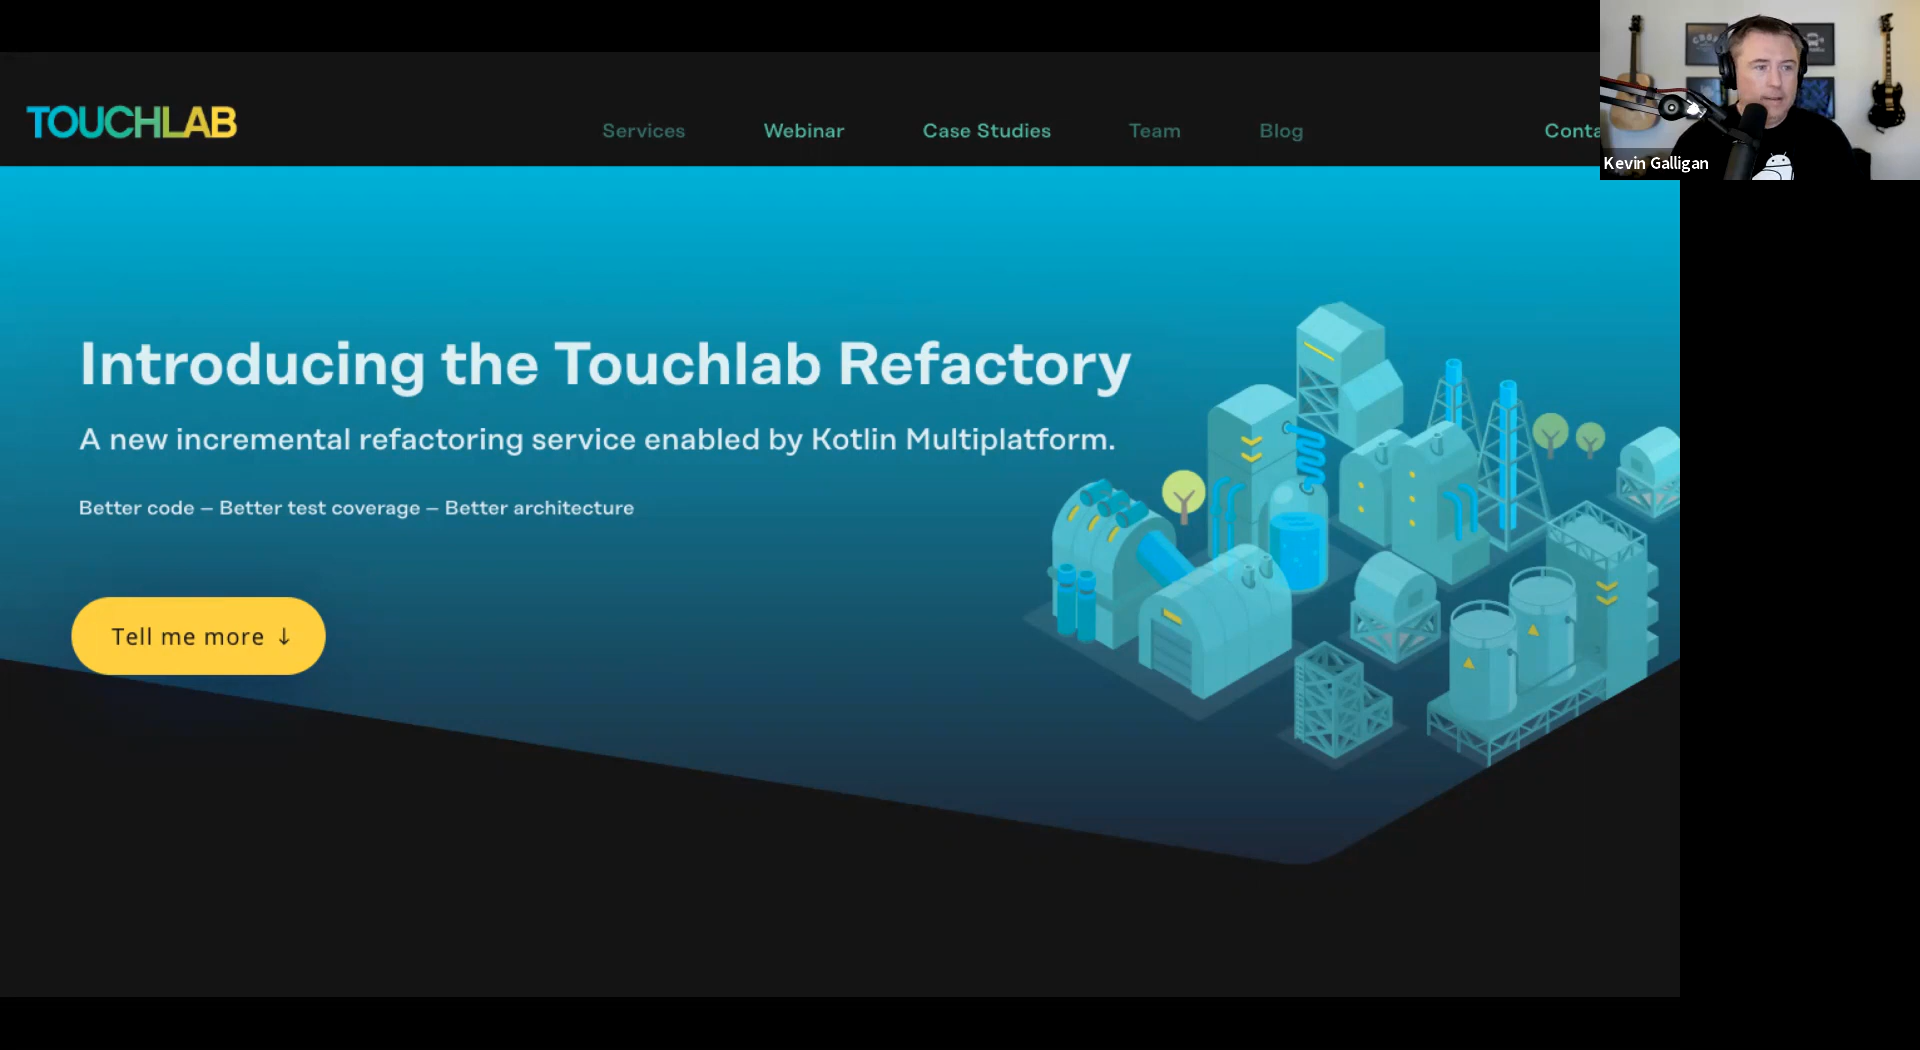 TOUCHLAB
Services
Webinar
Case Studies
Team
Blog
Conta
Kevin Galligan
Introducing the Touchlab Refactory
A new incremental refactoring service enabled by Kotlin Multiplatform.
Better code – Better test coverage – Better architecture
Tell me more ↓